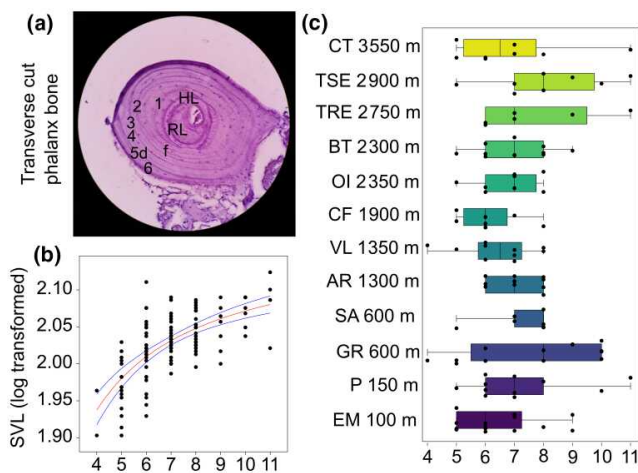 (a)
Transverse cut
phalanx bone
HL
2 1
3
RL
4
5d f
6
(b)
SVL (log transformed)
2.10
2.05
2.00
1.95
1.90
4 5 6 7 8 9 10 11
(c)
CT 3550 m
TSE 2900 m
TRE 2750 m
BT 2300 m
OI 2350 m
CF 1900 m
VL 1350 m
AR 1300 m
SA 600 m
GR 600 m
P 150 m
EM 100 m
4 5 6 7 8 9 10 11